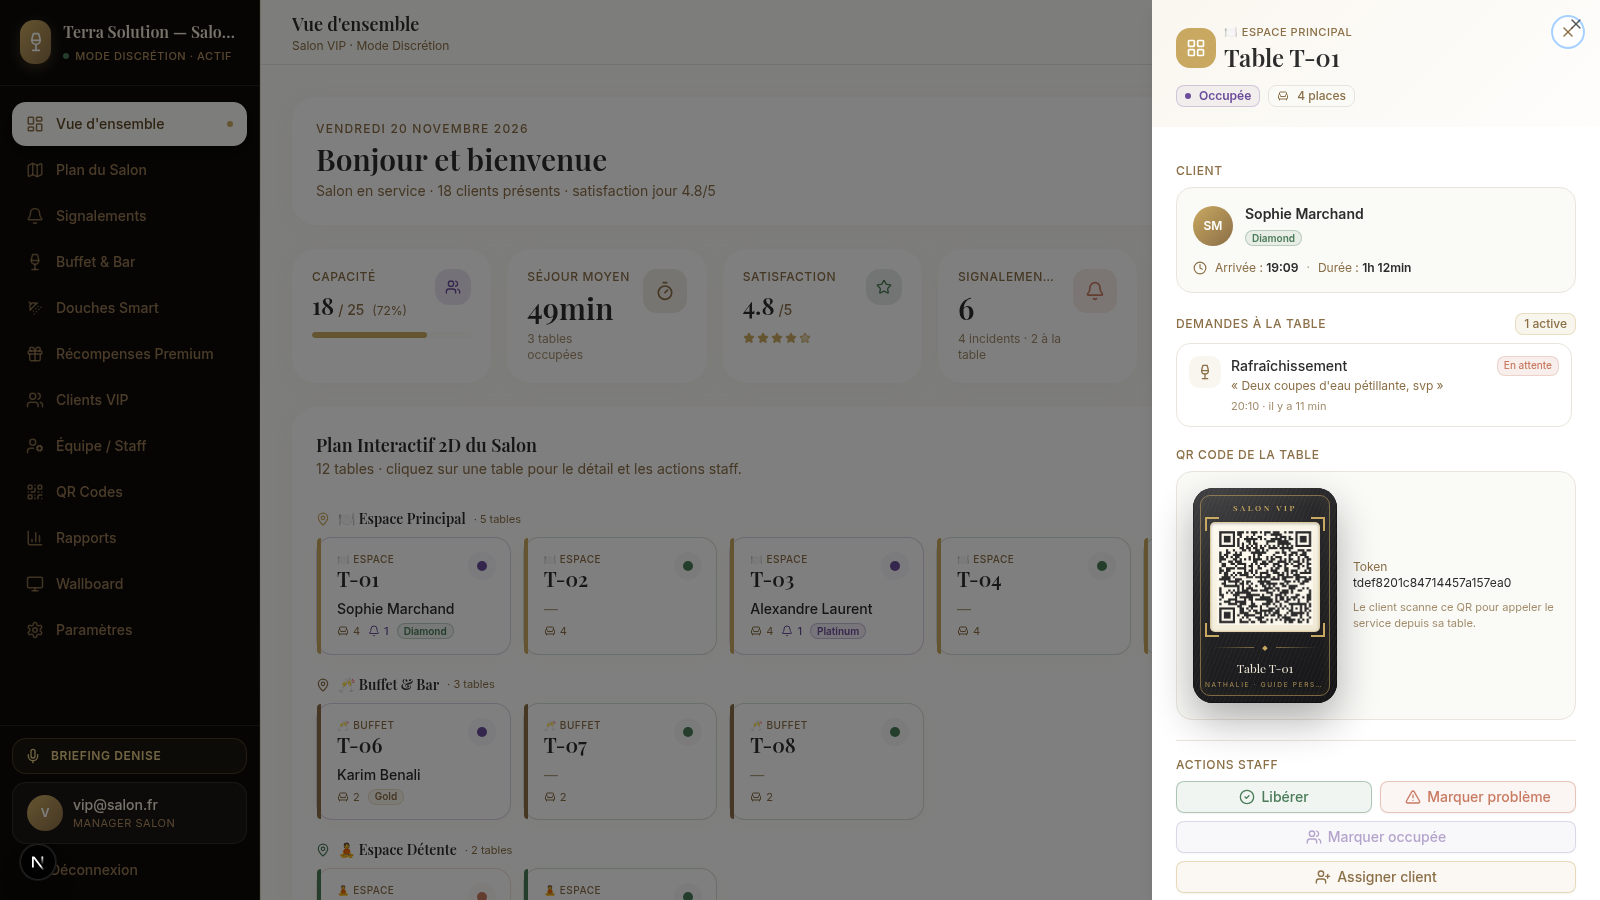 Terra Solution — Salo...
MODE DISCRÉTION · ACTIF
Vue d'ensemble
Plan du Salon
Signalements
Buffet & Bar
Douches Smart
Récompenses Premium
Clients VIP
Équipe / Staff
QR Codes
Rapports
Wallboard
Paramètres
BRIEFING DENISE
V
vip@salon.fr
MANAGER SALON
N
Déconnexion
Vue d'ensemble
Salon VIP · Mode Discrétion
VENDREDI 20 NOVEMBRE 2026
Bonjour et bienvenue
Salon en service · 18 clients présents · satisfaction jour 4.8/5
CAPACITÉ
18 / 25 (72%)
SÉJOUR MOYEN
49min
3 tables
occupées
SATISFACTION
4.8 /5
SIGNALEMEN...
6
4 incidents · 2 à la
table
Plan Interactif 2D du Salon
12 tables · cliquez sur une table pour le détail et les actions staff.
Espace Principal · 5 tables
ESPACE
T-01
Sophie Marchand
4 1 Diamond
ESPACE
T-02
—
4
ESPACE
T-03
Alexandre Laurent
4 1 Platinum
ESPACE
T-04
—
4
Buffet & Bar · 3 tables
BUFFET
T-06
Karim Benali
2 Gold
BUFFET
T-07
—
2
BUFFET
T-08
—
2
Espace Détente · 2 tables
ESPACE
ESPACE
ESPACE PRINCIPAL
Table T-01
Occupée
4 places
CLIENT
SM
Sophie Marchand
Diamond
Arrivée : 19:09 · Durée : 1h 12min
DEMANDES À LA TABLE
1 active
Rafraîchissement
En attente
« Deux coupes d'eau pétillante, svp »
20:10 · il y a 11 min
QR CODE DE LA TABLE
SALON VIP
Table T-01
NATHALIE · GUIDE PERS...
Token
tdef8201c84714457a157ea0
Le client scanne ce QR pour appeler le
service depuis sa table.
ACTIONS STAFF
Libérer
Marquer problème
Marquer occupée
Assigner client